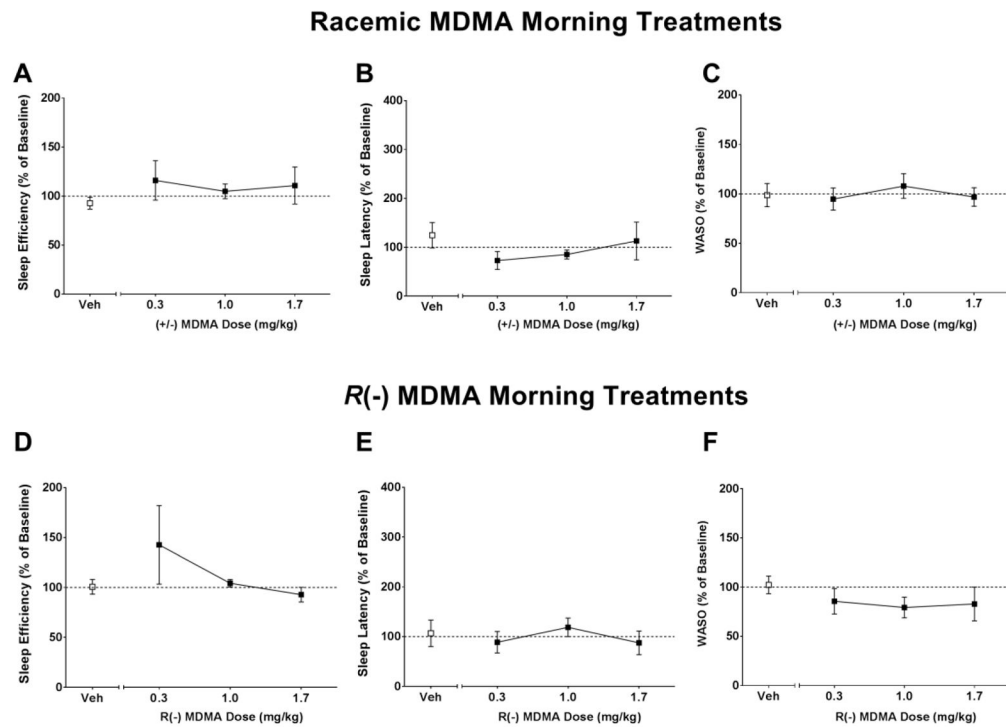 Racemic MDMA Morning Treatments
A
Sleep Efficiency (% of Baseline)
200
150
100
50
0
Veh
0.3
1.0
1.7
(+/-) MDMA Dose (mg/kg)
B
Sleep Latency (% of Baseline)
400
300
200
100
0
Veh
0.3
1.0
1.7
(+/-) MDMA Dose (mg/kg)
C
WASO (% of Baseline)
200
150
100
50
0
Veh
0.3
1.0
1.7
(+/-) MDMA Dose (mg/kg)
R(-) MDMA Morning Treatments
D
Sleep Efficiency (% of Baseline)
200
150
100
50
0
Veh
0.3
1.0
1.7
R(-) MDMA Dose (mg/kg)
E
Sleep Latency (% of Baseline)
400
300
200
100
0
Veh
0.3
1.0
1.7
R(-) MDMA Dose (mg/kg)
F
WASO (% of Baseline)
200
150
100
50
0
Veh
0.3
1.0
1.7
R(-) MDMA Dose (mg/kg)